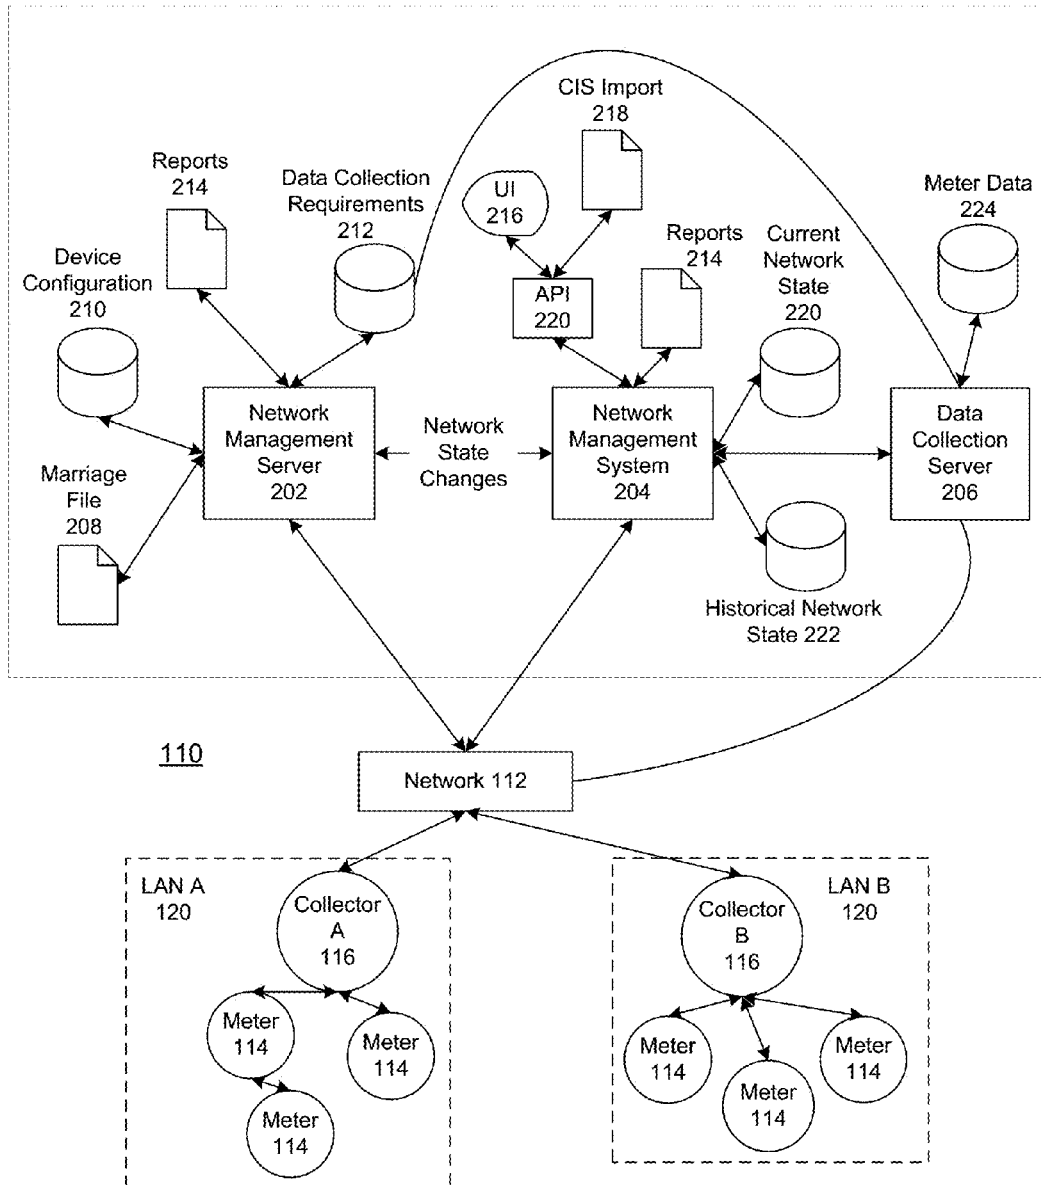 CIS Import
218
Reports
214
Data Collection
Requirements
212
UI
216
Meter Data
224
Device
Configuration
210
API
220
Reports
214
Current
Network
State
220
Network
Management
Server
202
Network
State
Changes
Network
Management
System
204
Data
Collection
Server
206
Marriage
File
208
Historical Network
State 222
110
Network 112
LAN A
120
Collector
A
116
Meter
114
Meter
114
Meter
114
LAN B
120
Collector
B
116
Meter
114
Meter
114
Meter
114